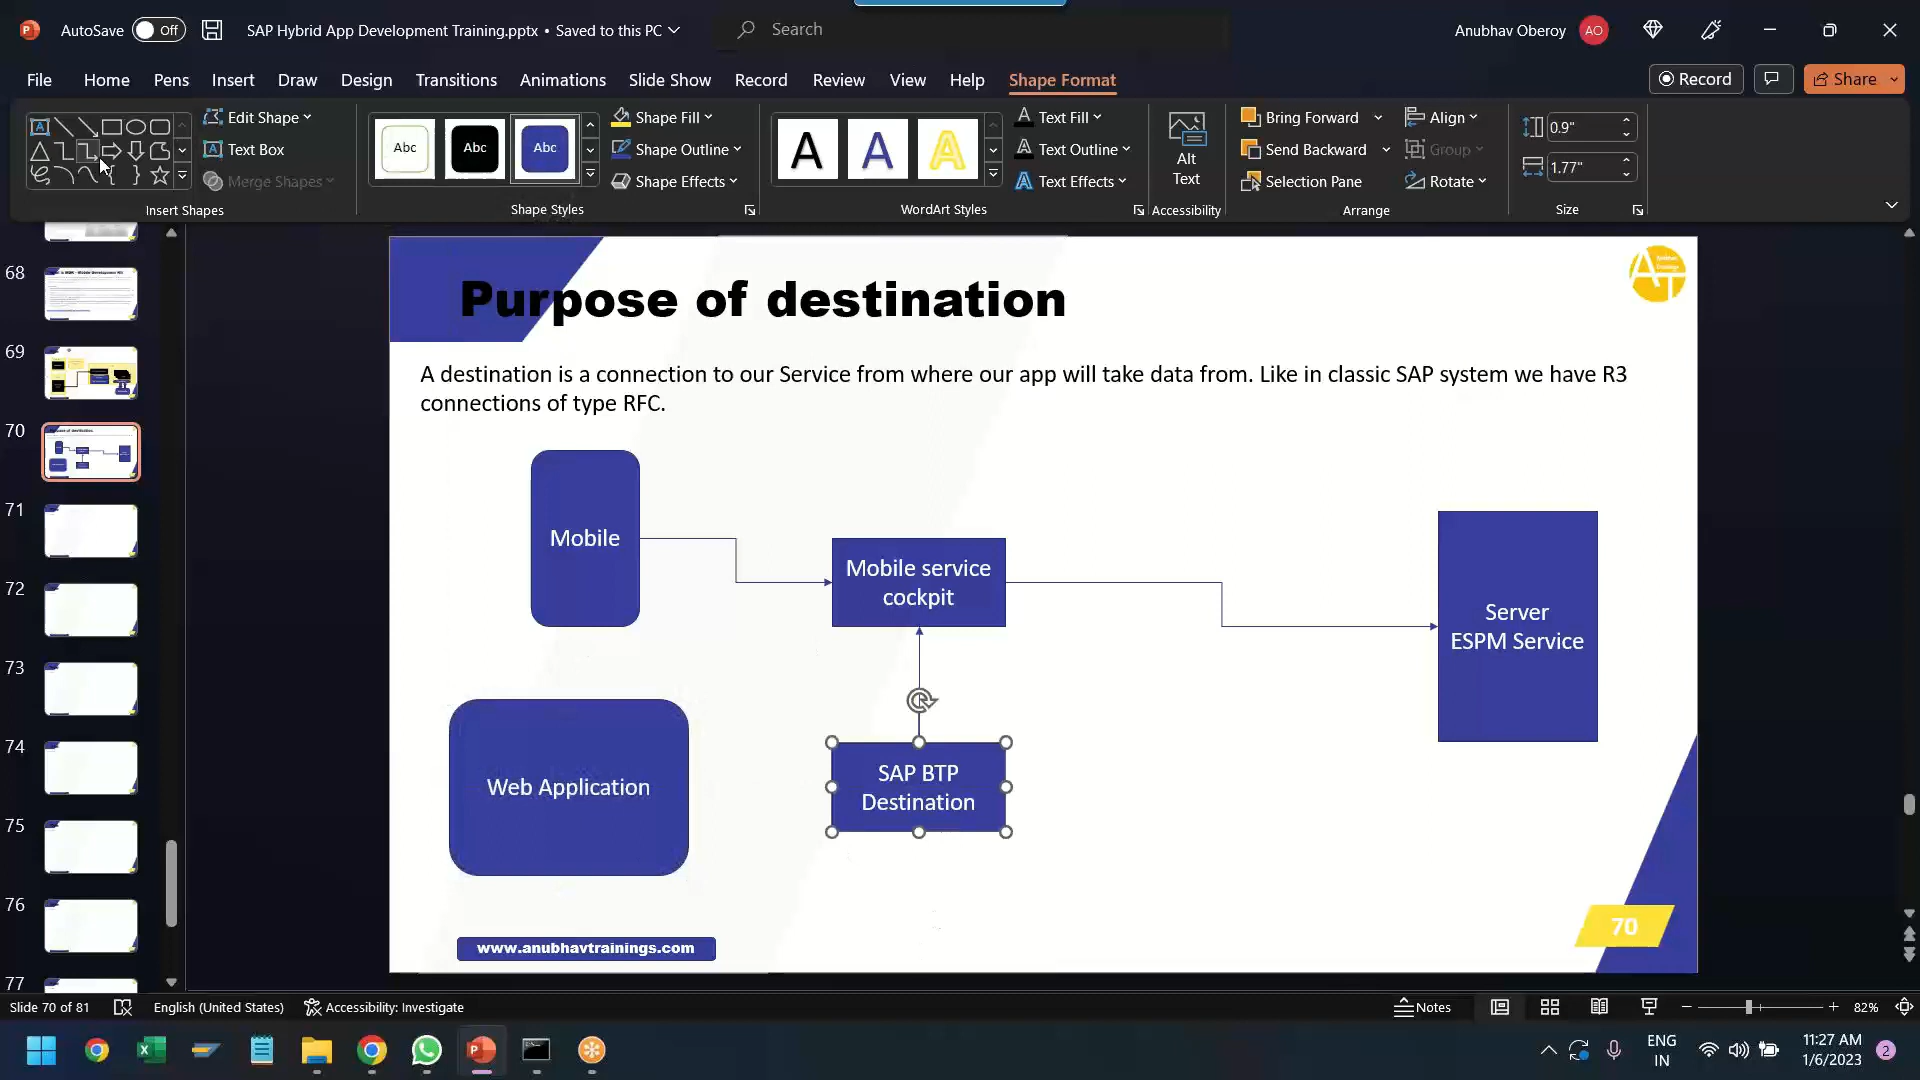 AutoSave Off SAP Hybrid App Development Training.pptx • Saved to this PC Search Anubhav Oberoy AO
File Home Pens Insert Draw Design Transitions Animations Slide Show Record Review View Help Shape Format Record Share
Edit Shape
Text Box
Merge Shapes
Insert Shapes
Abc Abc Abc
Shape Fill
Shape Outline
Shape Effects
Shape Styles
A A A
Text Fill
Text Outline
Text Effects
WordArt Styles
Alt
Text
Accessibility
Bring Forward
Send Backward
Selection Pane
Align
Group
Rotate
Arrange
0.9"
1.77"
Size
68
69
70
71
72
73
74
75
76
77
Purpose of destination
A destination is a connection to our Service from where our app will take data from. Like in classic SAP system we have R3
connections of type RFC.
Mobile
Mobile service
cockpit
Server
ESPM Service
Web Application
SAP BTP
Destination
www.anubhavtrainings.com
70
Slide 70 of 81 English (United States) Accessibility: Investigate Notes 82%
ENG
IN
11:27 AM
1/6/2023
2